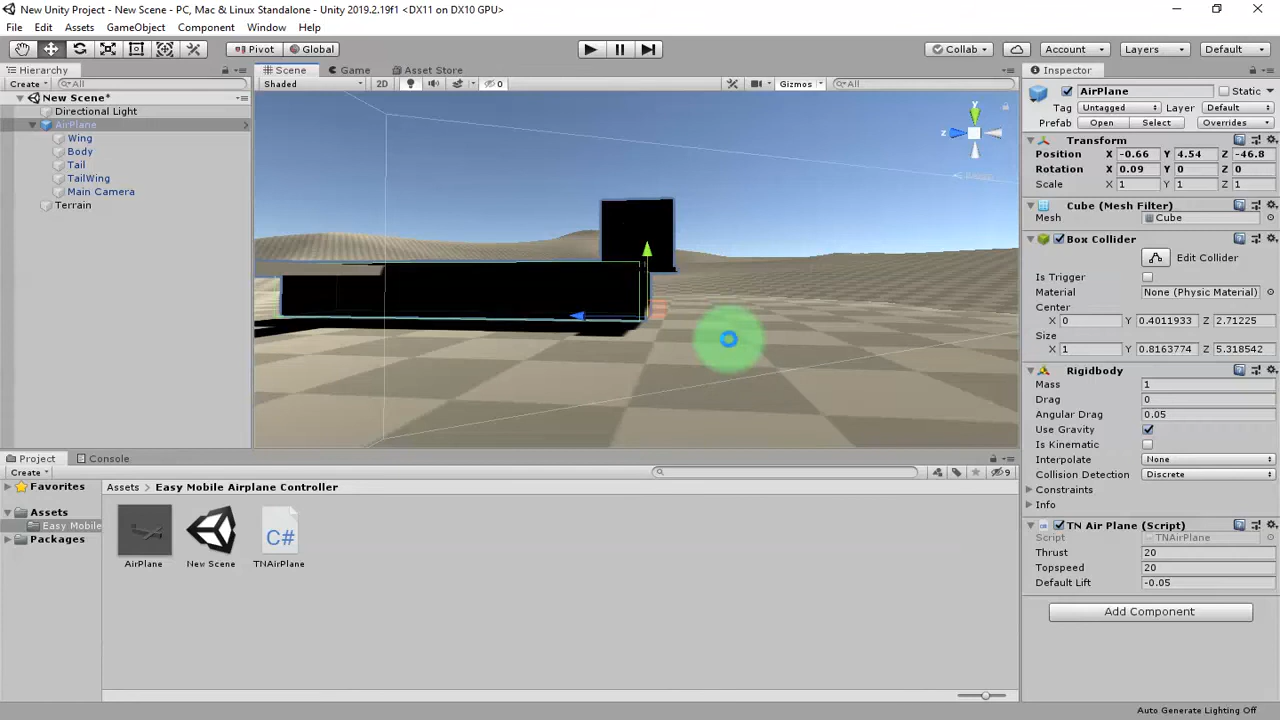 New Unity Project - New Scene - PC, Mac & Linux Standalone - Unity 2019.2.19f1 <DX11 on DX10 GPU>
File Edit Assets GameObject Component Window Help
Pivot Global Collab Account Layers Default
Hierarchy
Create All
New Scene*
Directional Light
AirPlane
Wing
Body
Tail
TailWing
Main Camera
Terrain
Scene Game Asset Store
Shaded 2D 0 Gizmos All
y
z
Inspector
AirPlane Static
Tag Untagged Layer Default
Prefab Open Select Overrides
Transform
Position X -0.66 Y 4.54 Z -46.8
Rotation X 0.09 Y 0 Z 0
Scale X 1 Y 1 Z 1
Cube (Mesh Filter)
Mesh Cube
Box Collider
Edit Collider
Is Trigger
Material None (Physic Material)
Center
X 0 Y 0.4011933 Z 2.71225
Size
X 1 Y 0.8163774 Z 5.318542
Rigidbody
Mass 1
Drag 0
Angular Drag 0.05
Use Gravity
Is Kinematic
Interpolate None
Collision Detection Discrete
Constraints
Info
TN Air Plane (Script)
Script TNAirPlane
Thrust 20
Topspeed 20
Default Lift -0.05
Add Component
Project Console
Create 9
Favorites
Assets
Easy Mobile
Packages
Assets > Easy Mobile Airplane Controller
C#
AirPlane New Scene TNAirPlane
Auto Generate Lighting Off